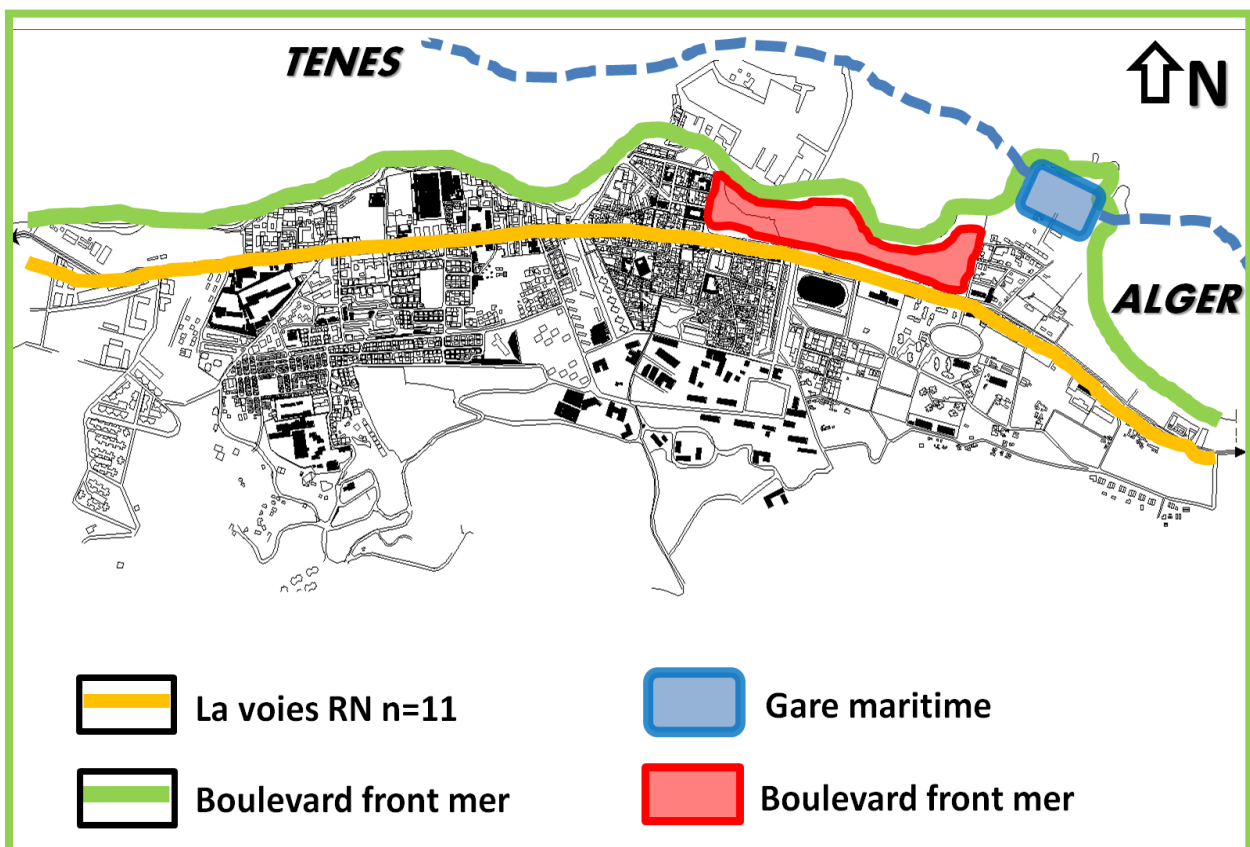 TENES
N
ALGER
La voies RN n=11
Gare maritime
Boulevard front mer
Boulevard front mer